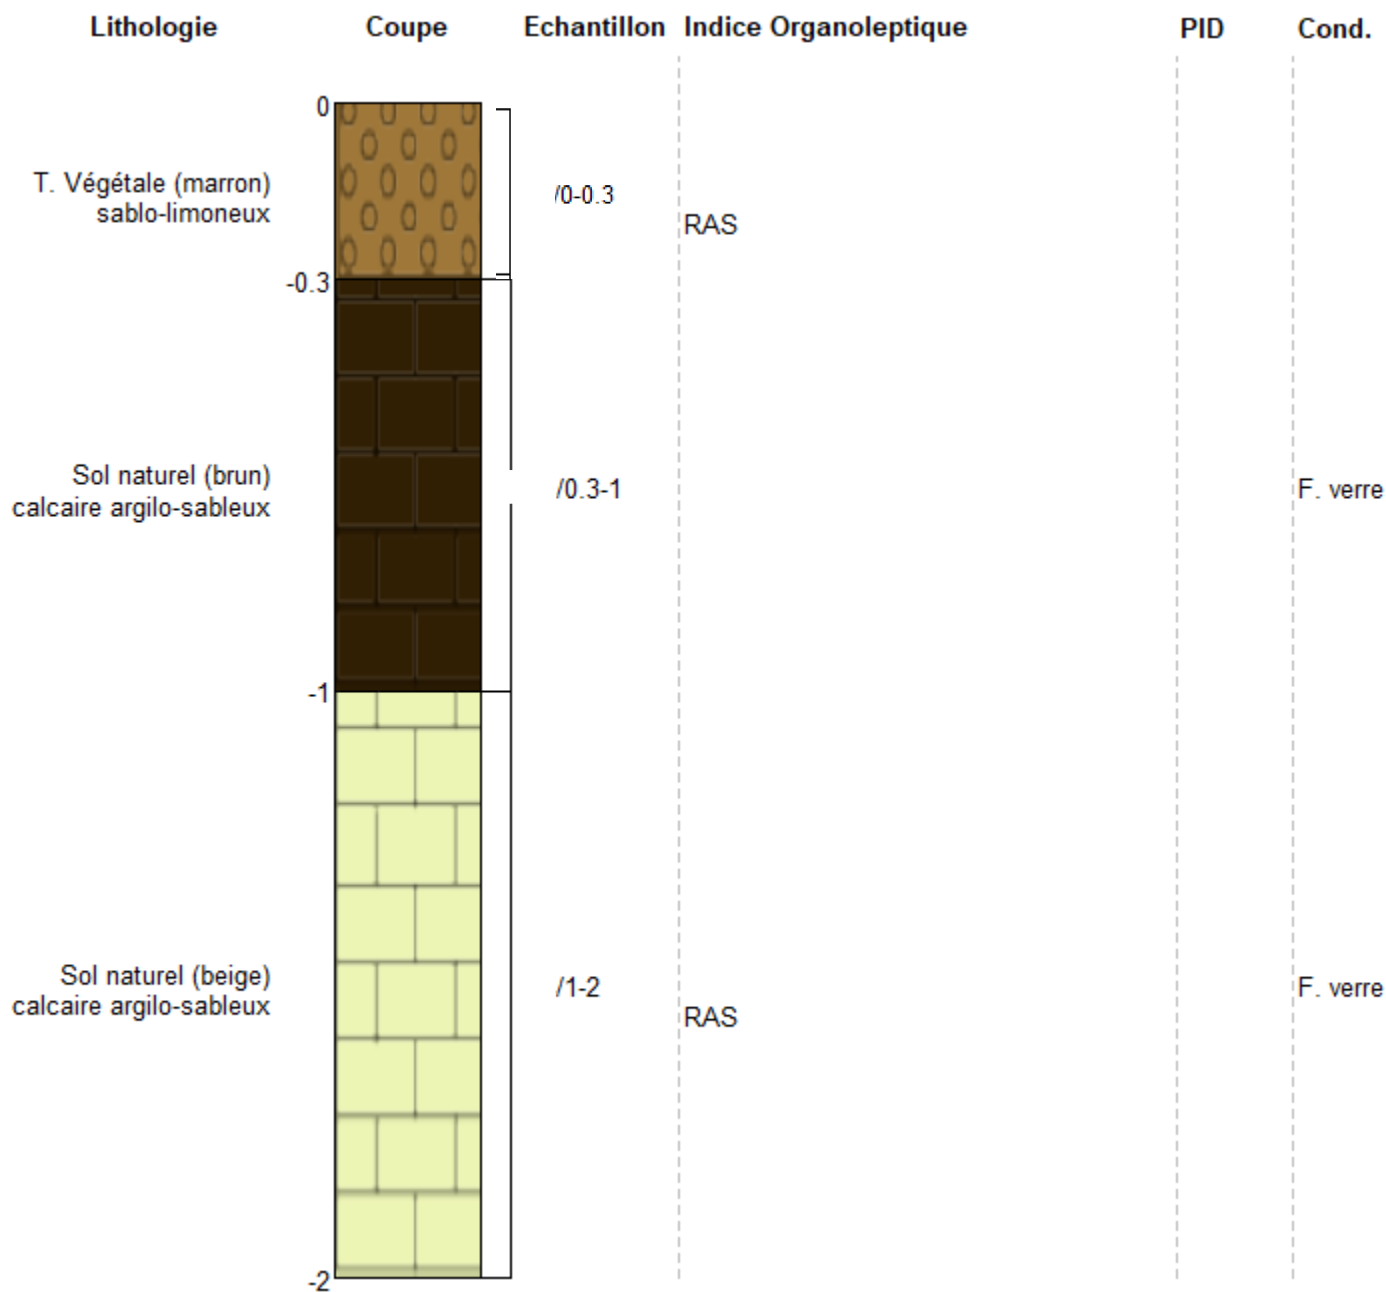 Lithologie Coupe Echantillon Indice Organoleptique PID Cond.
0
T. Végétale (marron)
sablo-limoneux
/0-0.3
RAS
-0.3
Sol naturel (brun)
calcaire argilo-sableux
/0.3-1
F. verre
-1
Sol naturel (beige)
calcaire argilo-sableux
/1-2
F. verre
RAS
-2